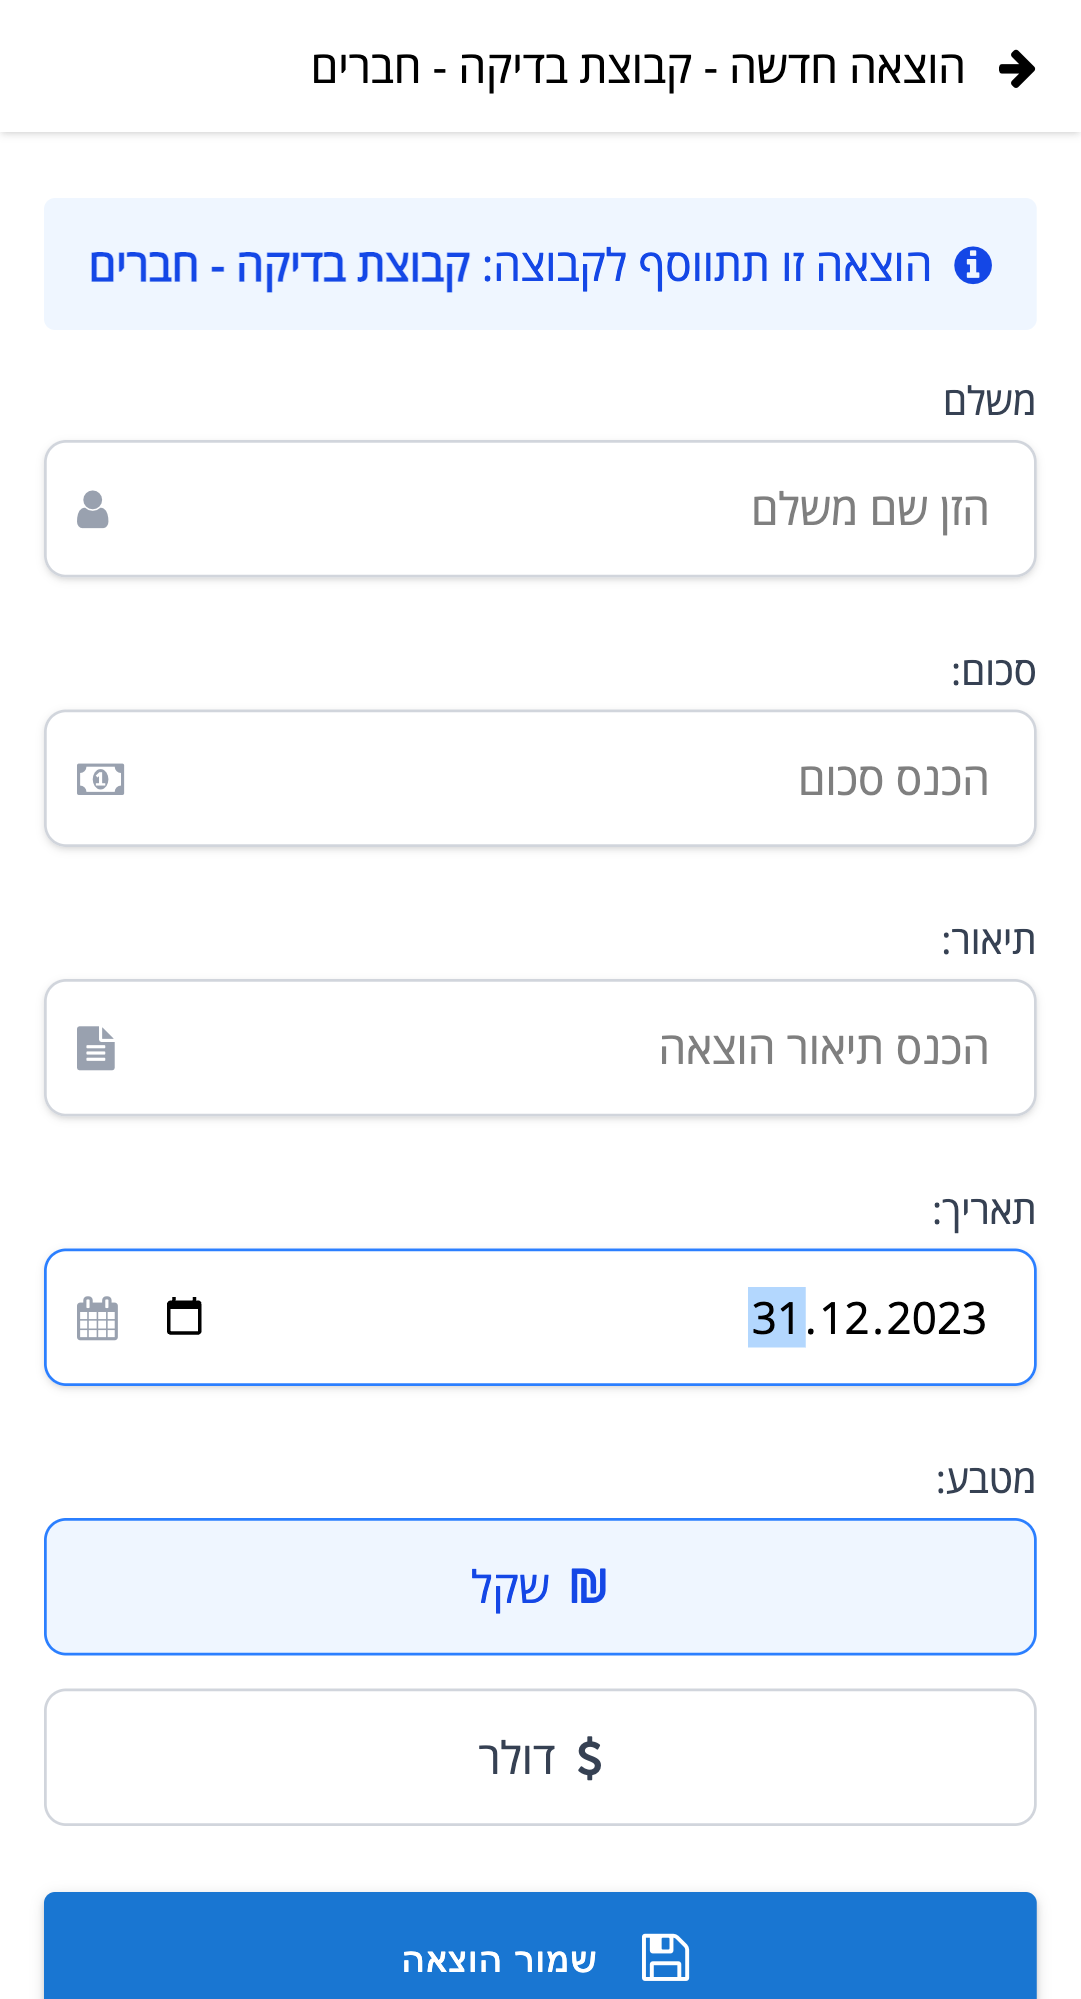 הוצאה חדשה - קבוצת בדיקה - חברים
הוצאה זו תתווסף לקבוצה: קבוצת בדיקה - חברים
משלם
הזן שם משלם
סכום:
הכנס סכום
תיאור:
הכנס תיאור הוצאה
תאריך:
31.12.2023
מטבע:
₪ שקל
$ דולר
שמור הוצאה